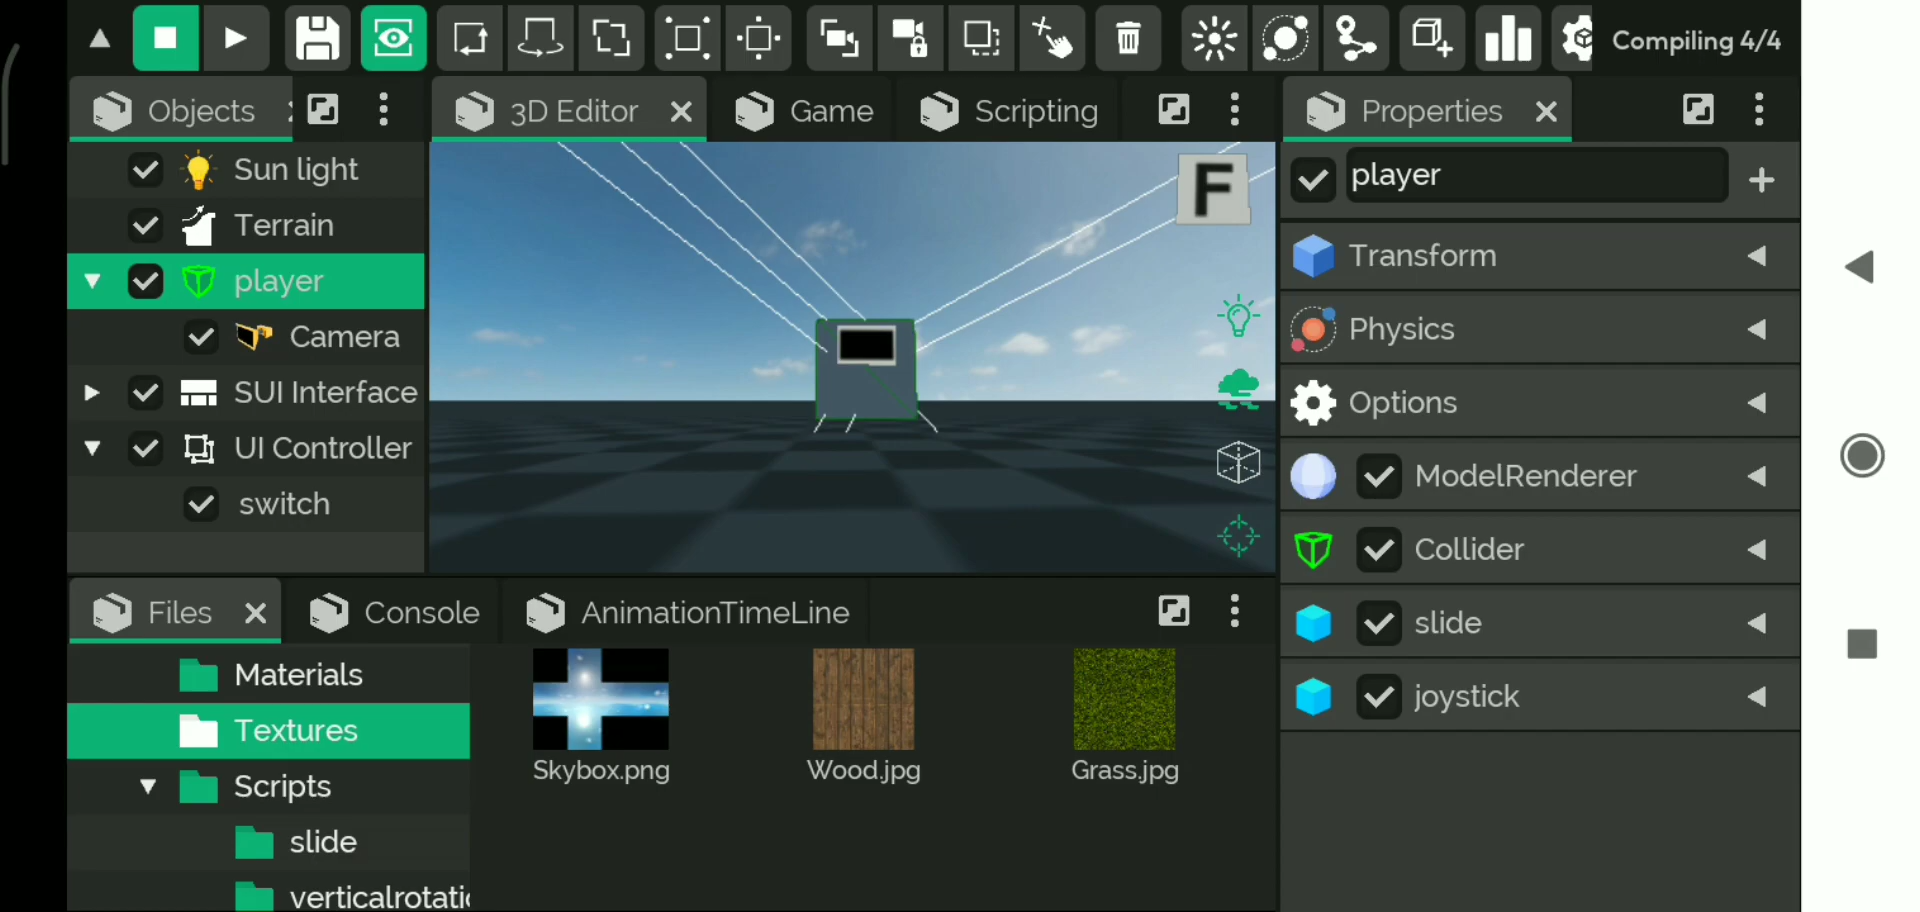 Compiling 4/4
Objects
3D Editor
Game
Scripting
Properties
Sun light
Terrain
player
Camera
SUI Interface
UI Controller
switch
F
player
Transform
Physics
Options
ModelRenderer
Collider
slide
joystick
Files
Console
AnimationTimeLine
Materials
Textures
Scripts
slide
verticalrotatic
Skybox.png
Wood.jpg
Grass.jpg